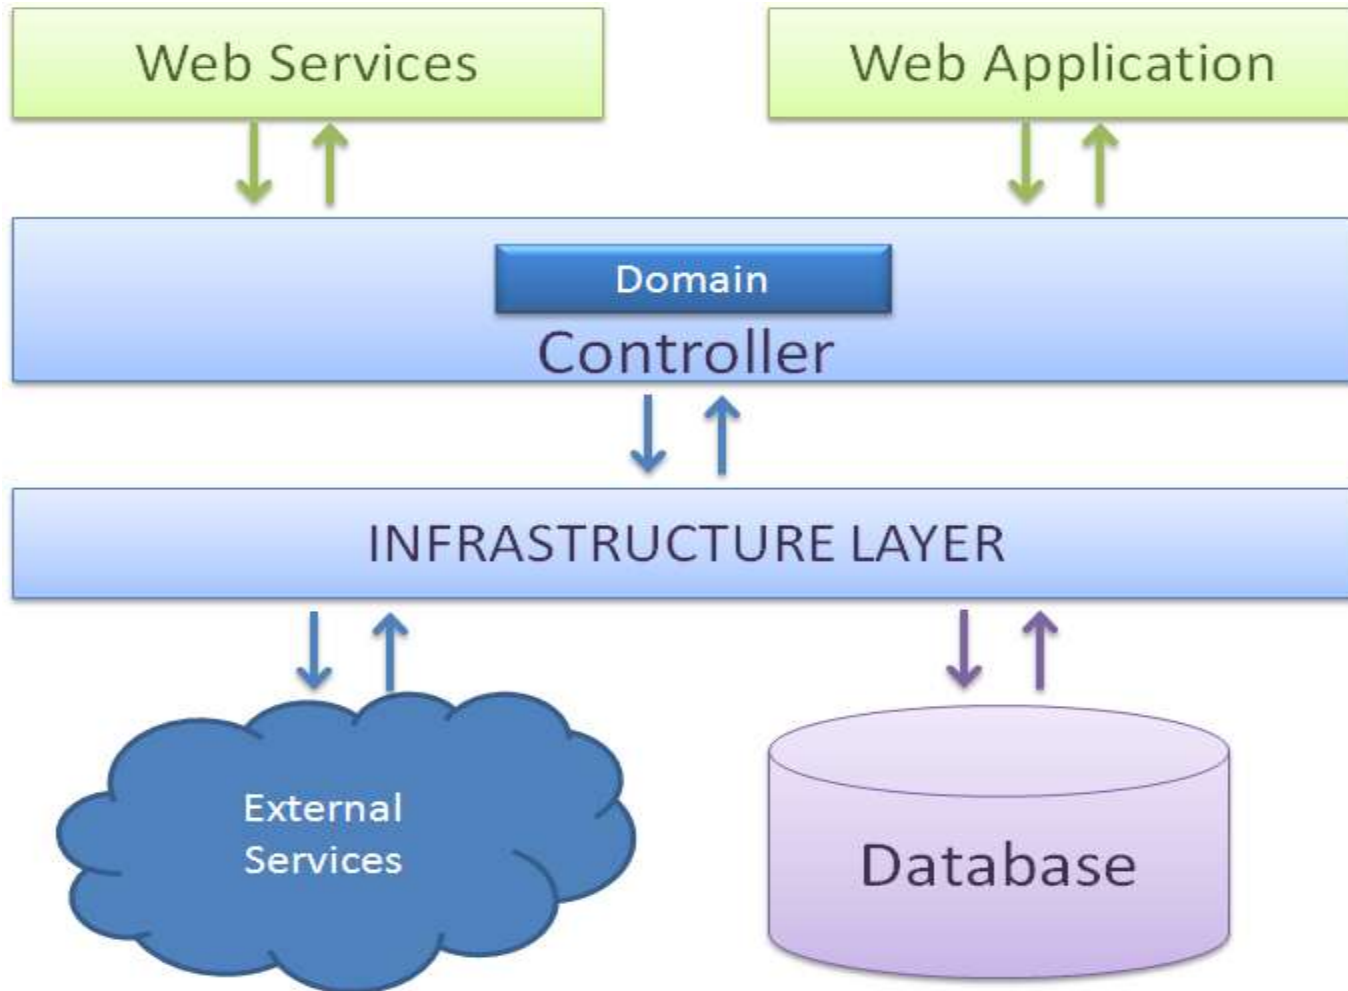 Web Services
Web Application
Domain
Controller
INFRASTRUCTURE LAYER
External
Services
Database